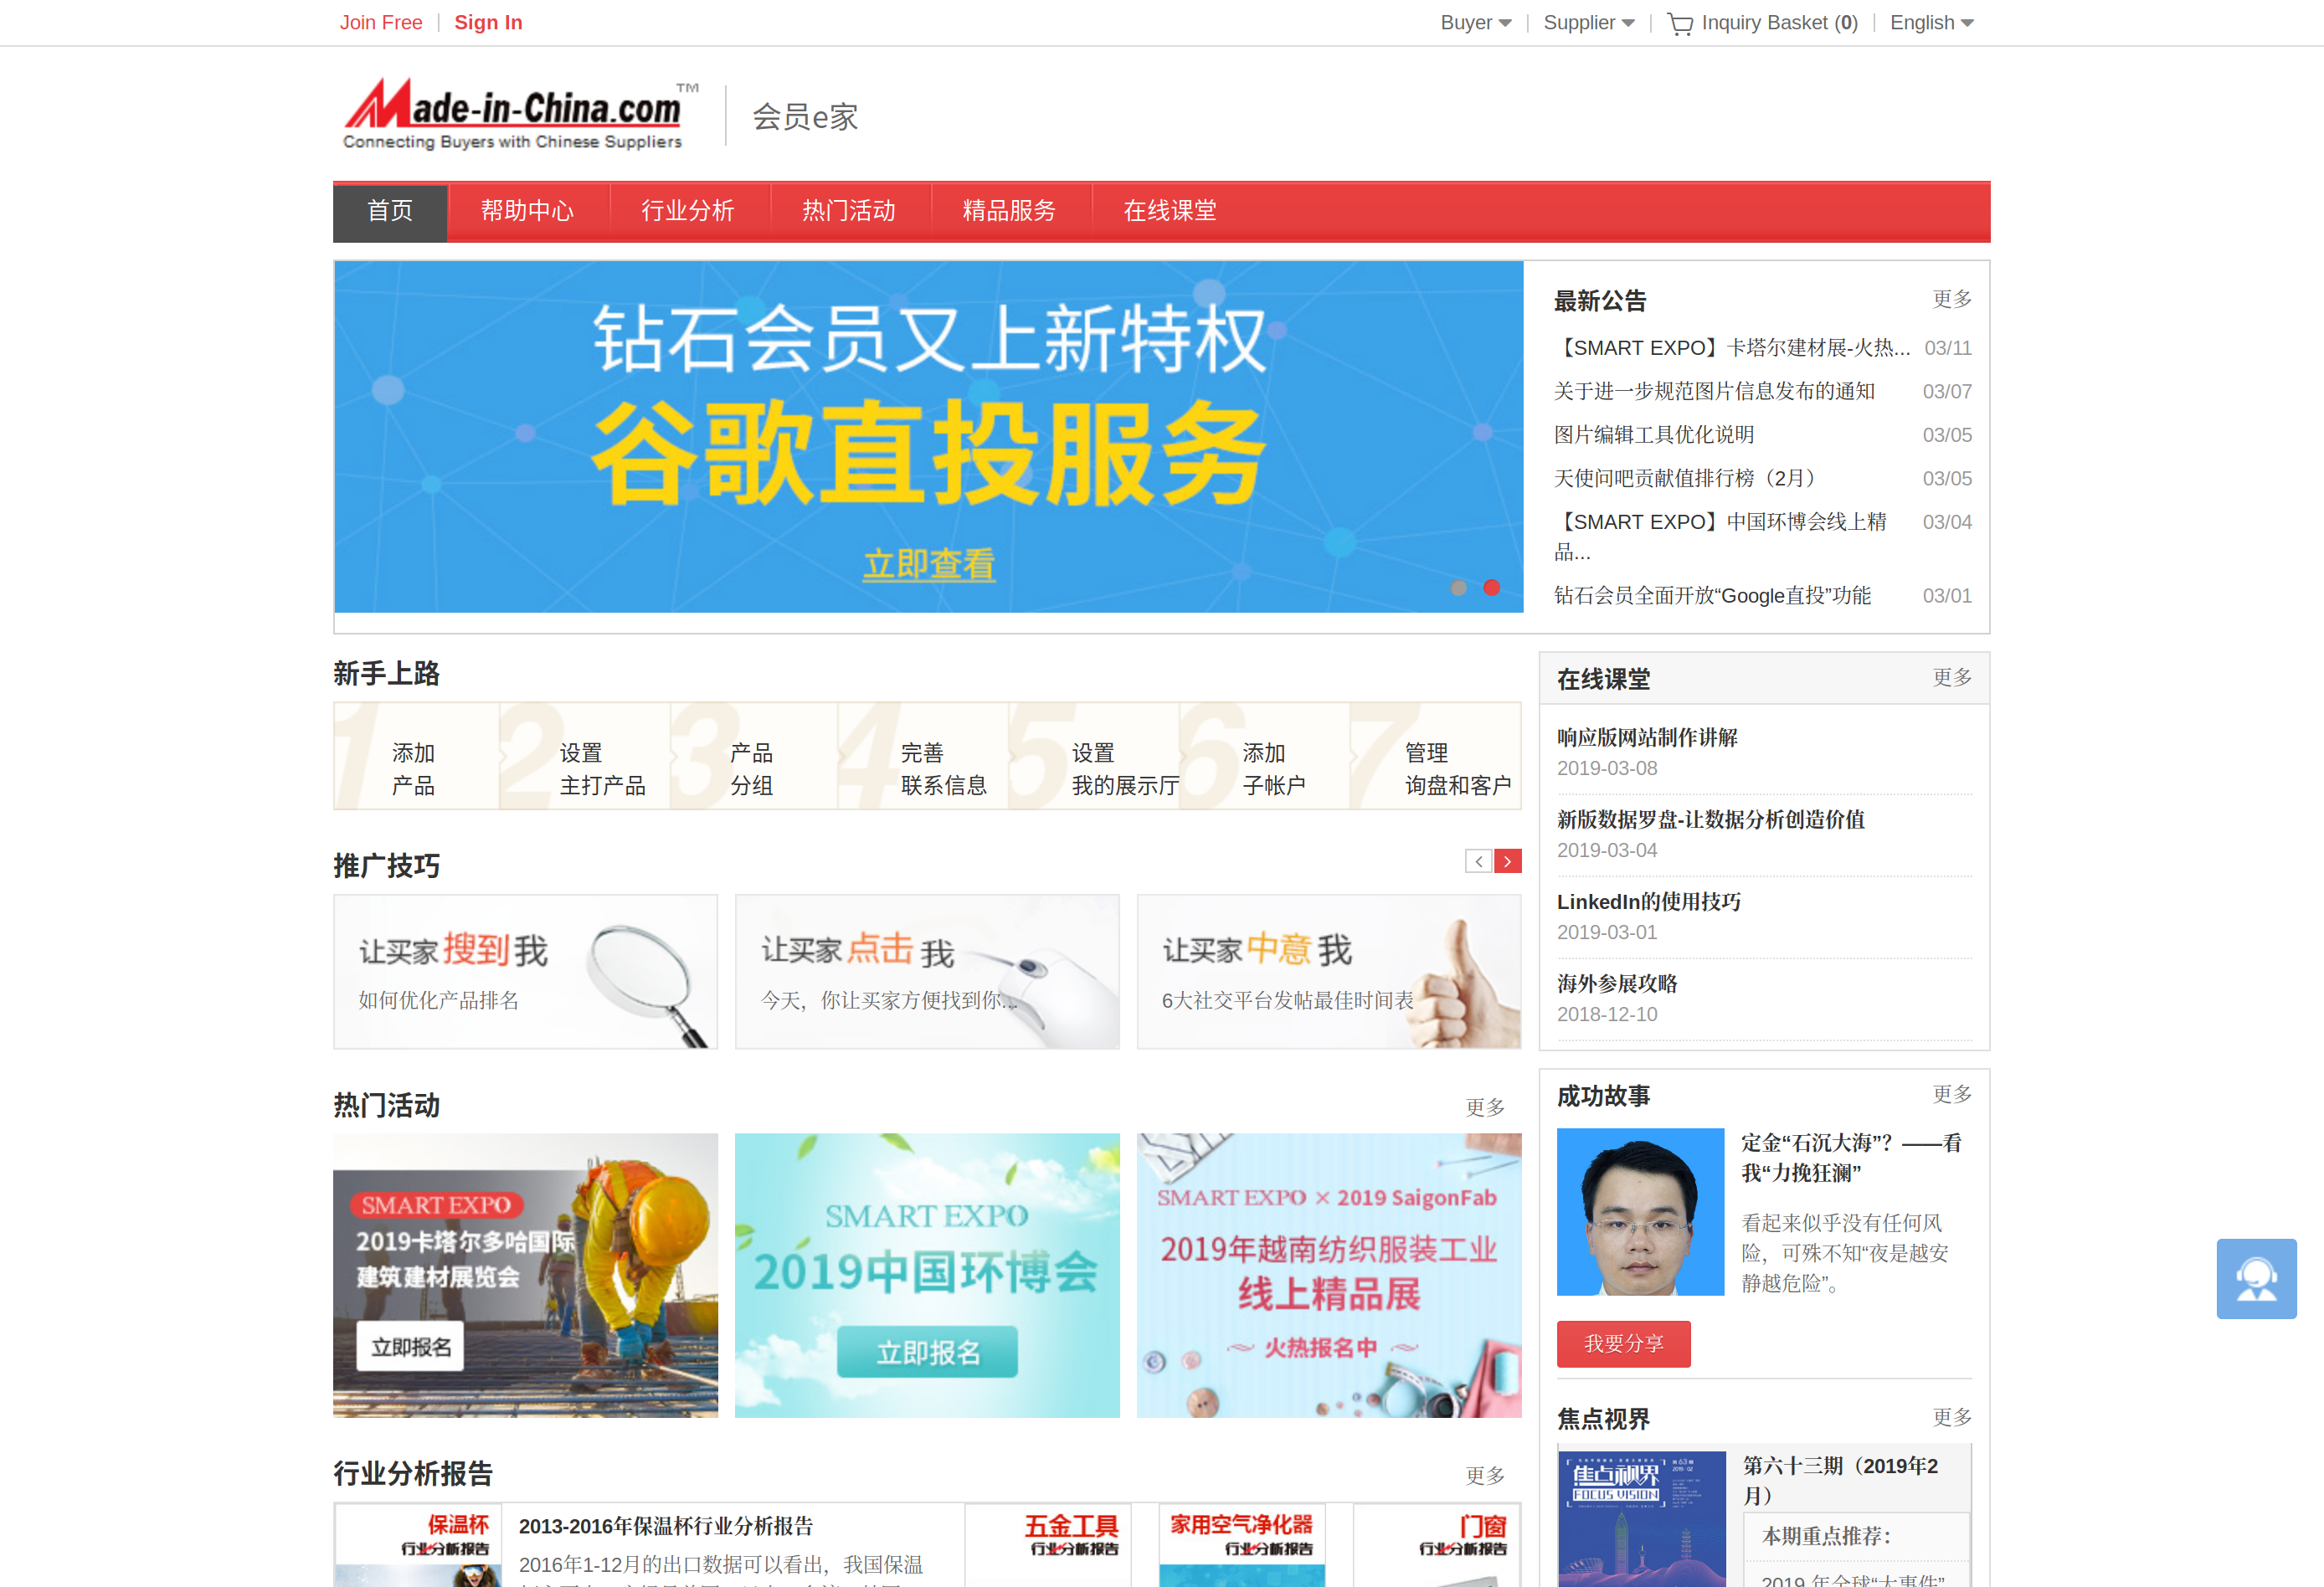 Join Free
Sign In
Buyer
Supplier
Inquiry Basket (0)
English
Made-in-China.com™
Connecting Buyers with Chinese Suppliers
会员e家
首页
帮助中心
行业分析
热门活动
精品服务
在线课堂
钻石会员又上新特权
谷歌直投服务
立即查看
最新公告
更多
【SMART EXPO】卡塔尔建材展-火热... 03/11
关于进一步规范图片信息发布的通知 03/07
图片编辑工具优化说明 03/05
天使问吧贡献值排行榜（2月） 03/05
【SMART EXPO】中国环博会线上精 03/04
品...
钻石会员全面开放“Google直投”功能 03/01
新手上路
1 添加
产品
2 设置
主打产品
3 产品
分组
4 完善
联系信息
5 设置
我的展示厅
6 添加
子帐户
7 管理
询盘和客户
推广技巧
让买家搜到我
如何优化产品排名
让买家点击我
今天，你让买家方便找到你...
让买家中意我
6大社交平台发帖最佳时间表
热门活动
更多
SMART EXPO
2019卡塔尔多哈国际
建筑建材展览会
立即报名
SMART EXPO
2019中国环博会
立即报名
SMART EXPO × 2019 SaigonFab
2019年越南纺织服装工业
线上精品展
火热报名中
行业分析报告
更多
保温杯
行业分析报告
2013-2016年保温杯行业分析报告
2016年1-12月的出口数据可以看出，我国保温
五金工具
行业分析报告
家用空气净化器
行业分析报告
门窗
行业分析报告
在线课堂
更多
响应版网站制作讲解
2019-03-08
新版数据罗盘-让数据分析创造价值
2019-03-04
LinkedIn的使用技巧
2019-03-01
海外参展攻略
2018-12-10
成功故事
更多
定金“石沉大海”？——看
我“力挽狂澜”
看起来似乎没有任何风
险，可殊不知“夜是越安
静越危险”。
我要分享
焦点视界
更多
焦点视界
FOCUS VISION
第63期
2019·02
第六十三期（2019年2
月）
本期重点推荐：
2019 年全球“大事件”